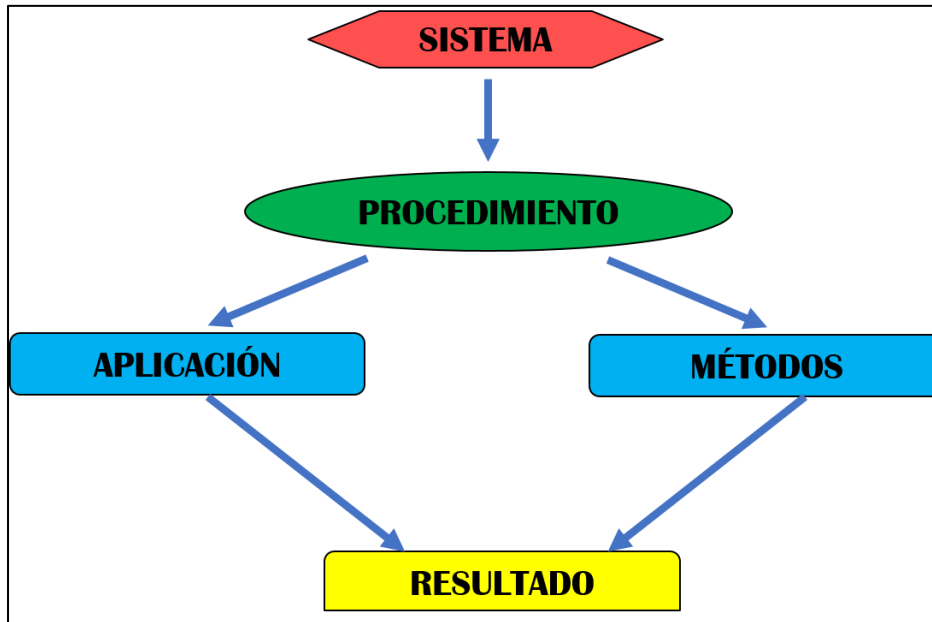 SISTEMA
PROCEDIMIENTO
APLICACIÓN
MÉTODOS
RESULTADO